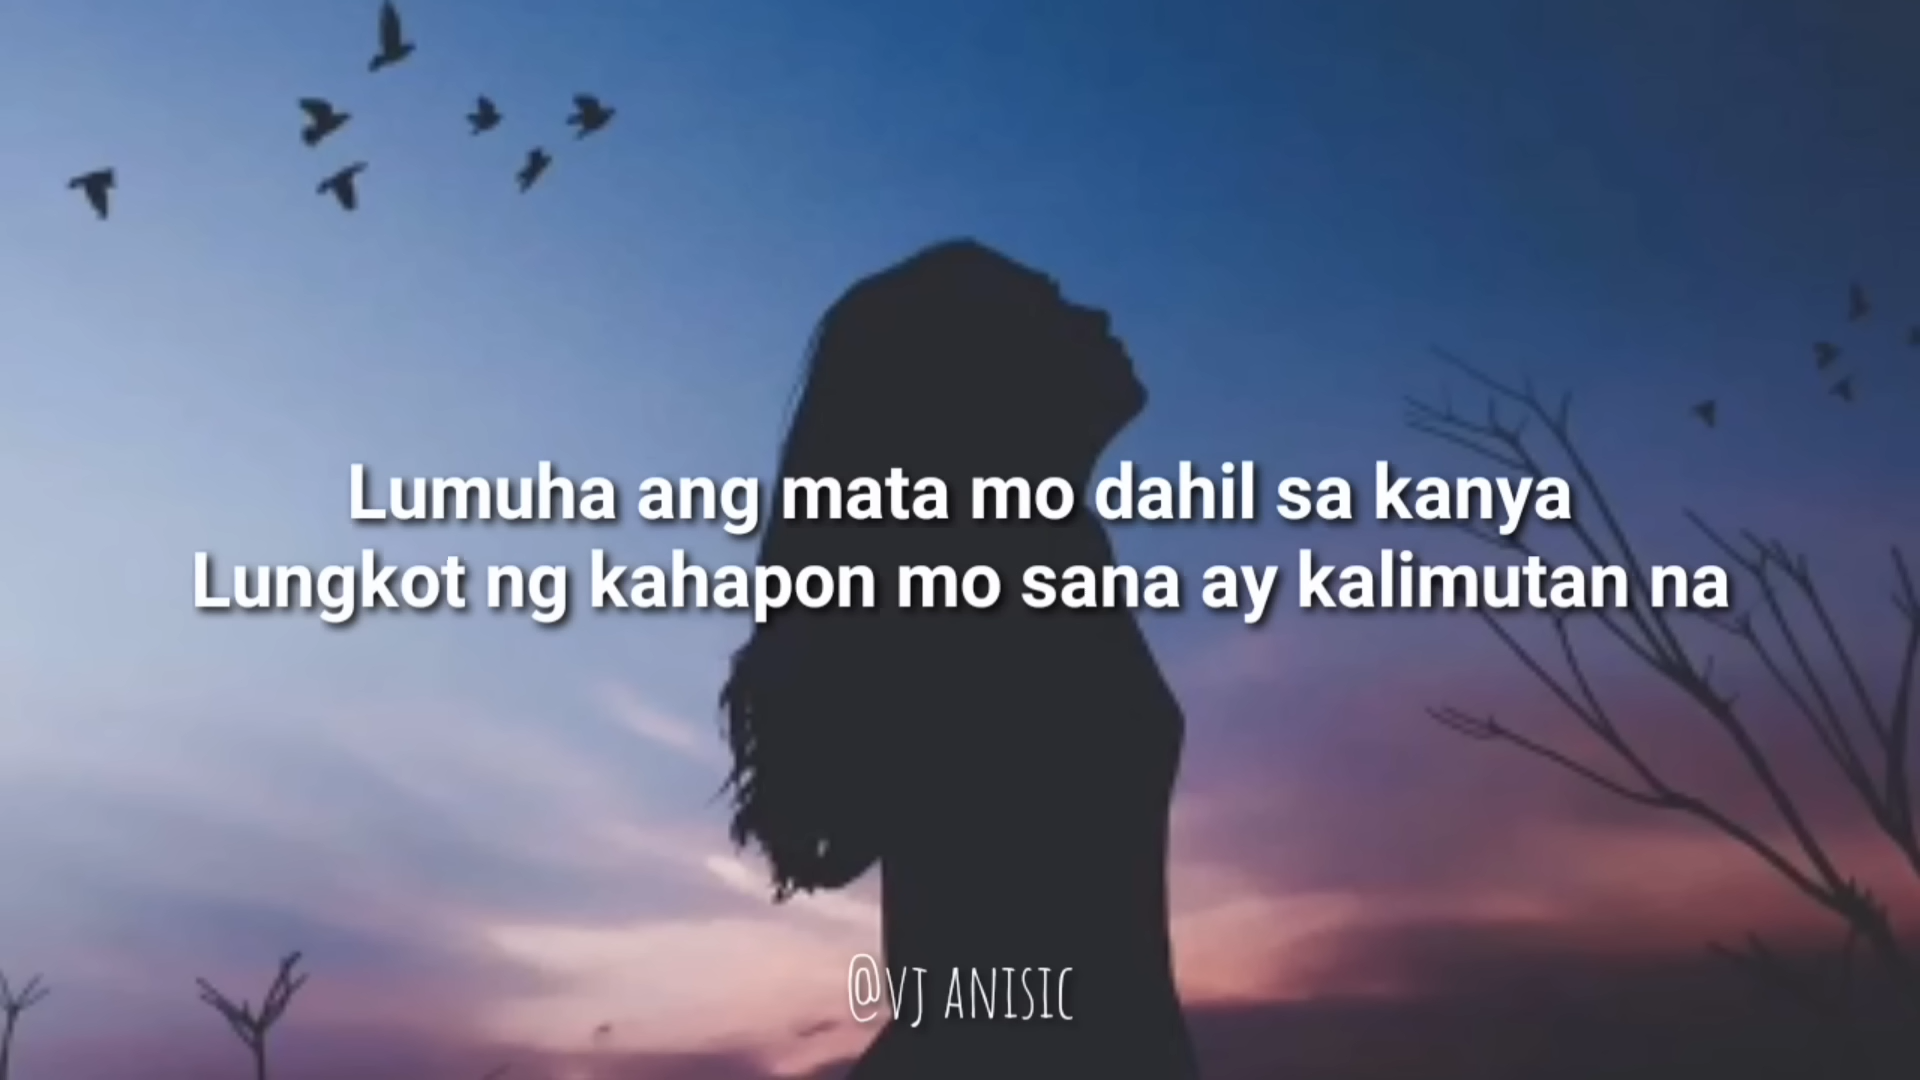 Lumuha ang mata mo dahil sa kanya
Lungkot ng kahapon mo sana ay kalimutan na
@VJ ANISIC